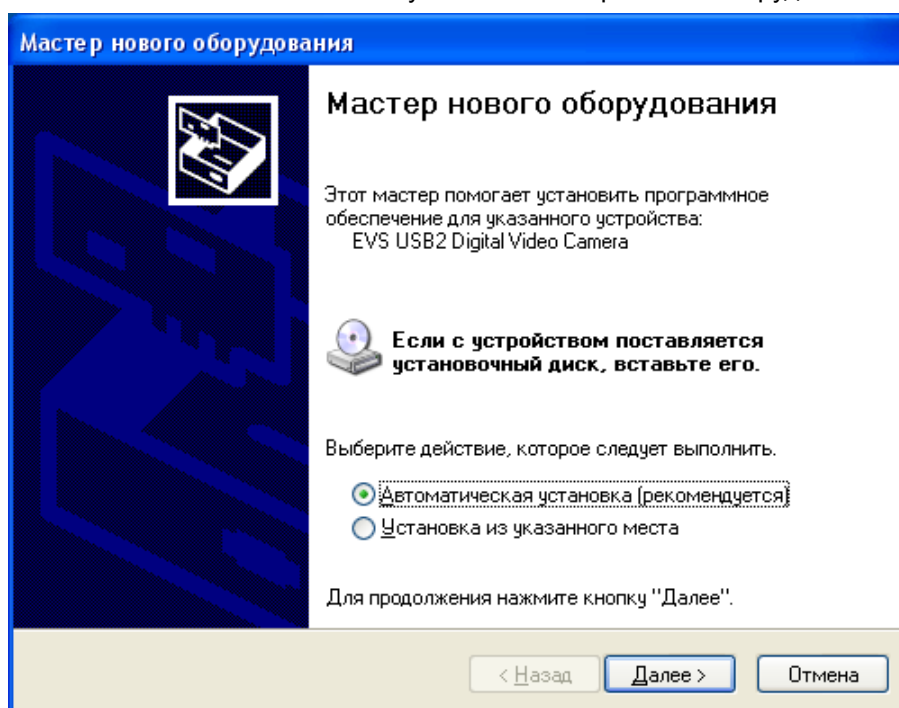 Мастер нового оборудования
Мастер нового оборудования
Этот мастер помогает установить программное
обеспечение для указанного устройства:
EVS USB2 Digital Video Camera
Если с устройством поставляется
установочный диск, вставьте его.
Выберите действие, которое следует выполнить.
Автоматическая установка (рекомендуется)
Установка из указанного места
Для продолжения нажмите кнопку "Далее".
< Назад Далее > Отмена